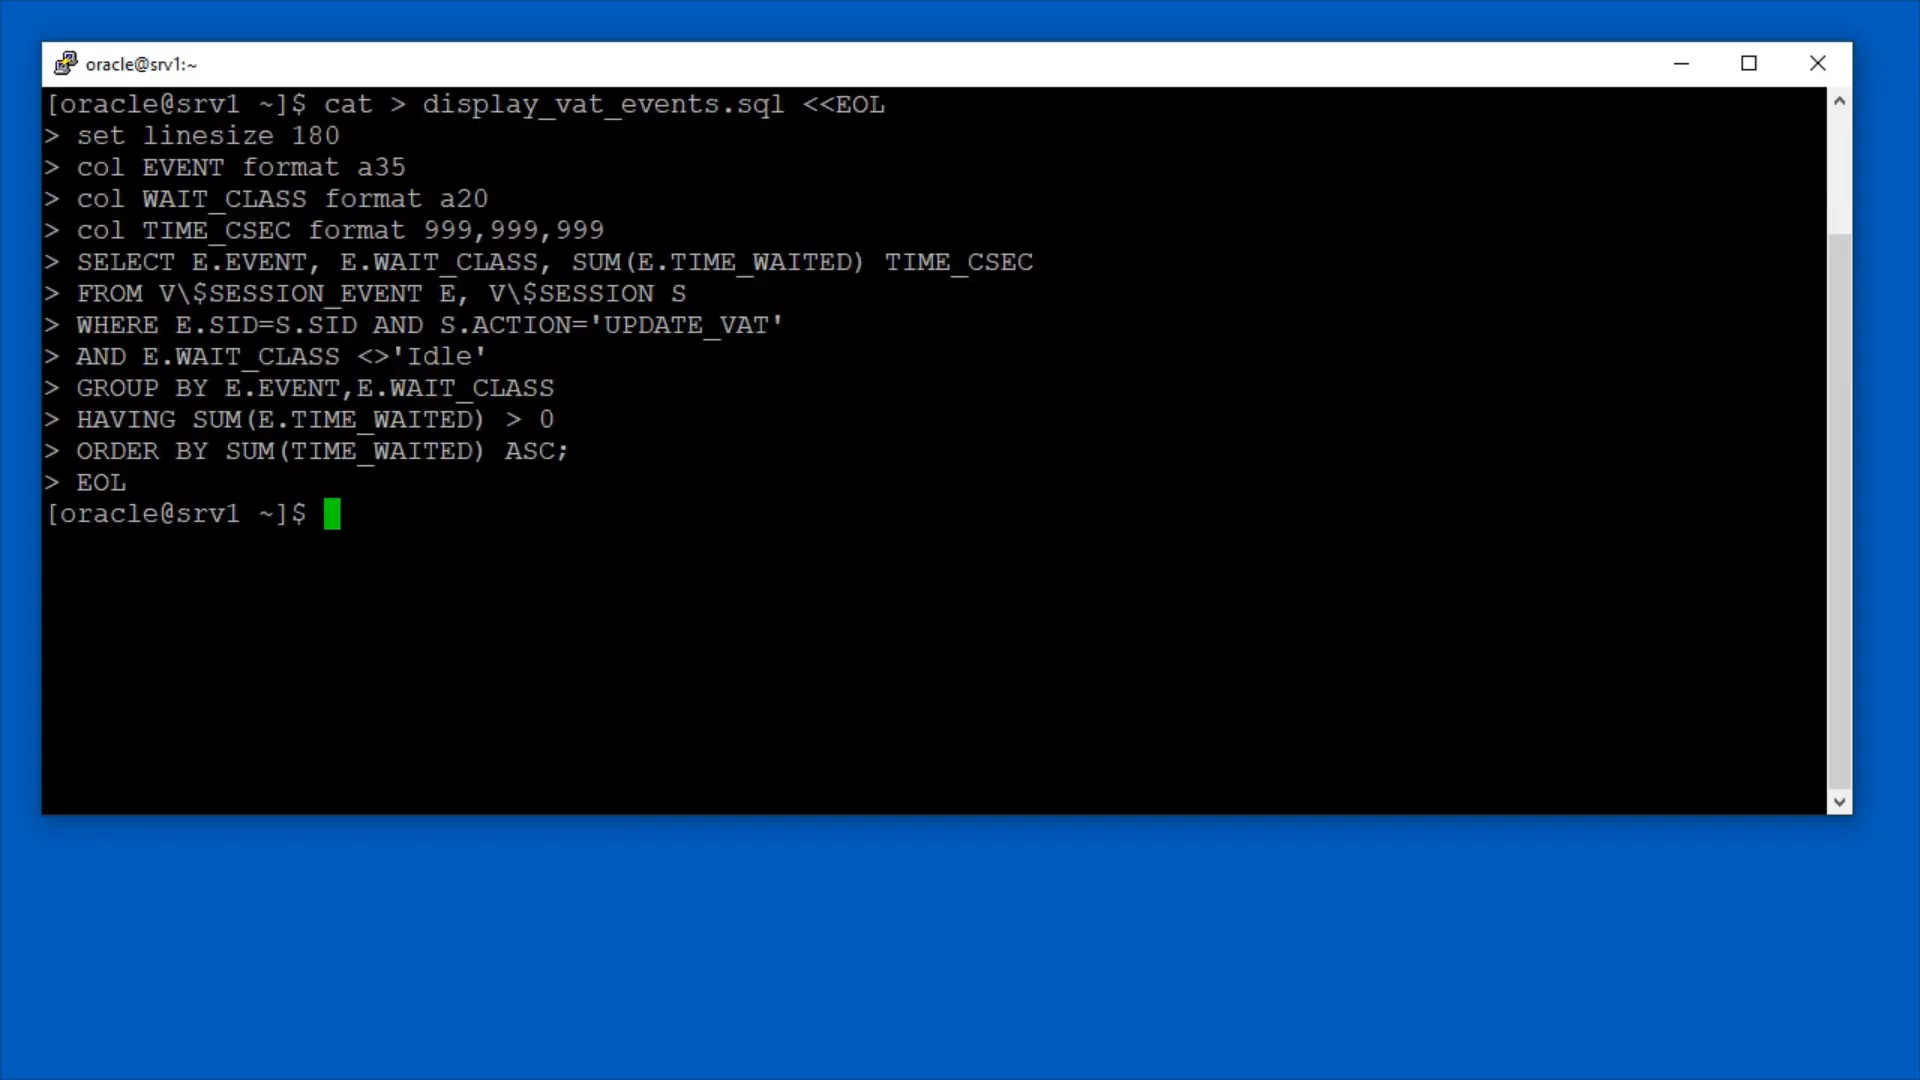 oracle@srv1:~
[oracle@srv1 ~]$ cat > display_vat_events.sql <<EOL
> set linesize 180
> col EVENT format a35
> col WAIT_CLASS format a20
> col TIME_CSEC format 999,999,999
> SELECT E.EVENT, E.WAIT_CLASS, SUM(E.TIME_WAITED) TIME_CSEC
> FROM V\$SESSION_EVENT E, V\$SESSION S
> WHERE E.SID=S.SID AND S.ACTION='UPDATE_VAT'
> AND E.WAIT_CLASS <>'Idle'
> GROUP BY E.EVENT,E.WAIT_CLASS
> HAVING SUM(E.TIME_WAITED) > 0
> ORDER BY SUM(TIME_WAITED) ASC;
> EOL
[oracle@srv1 ~]$